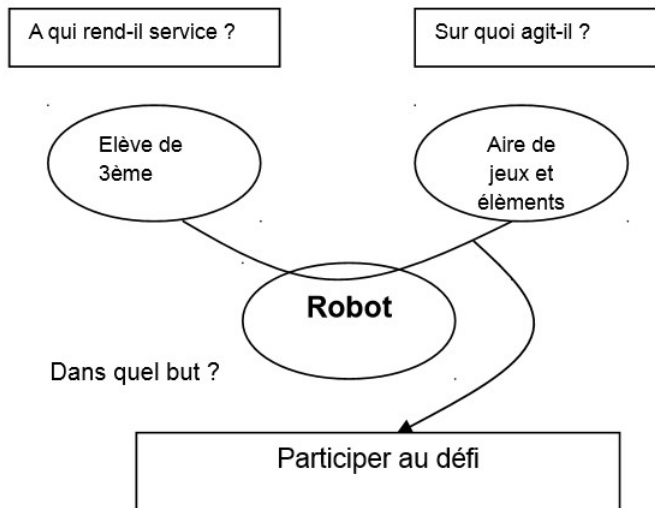 A qui rend-il service ?
Sur quoi agit-il ?
Elève de
3ème
Aire de
jeux et
élèments
Robot
Dans quel but ?
Participer au défi